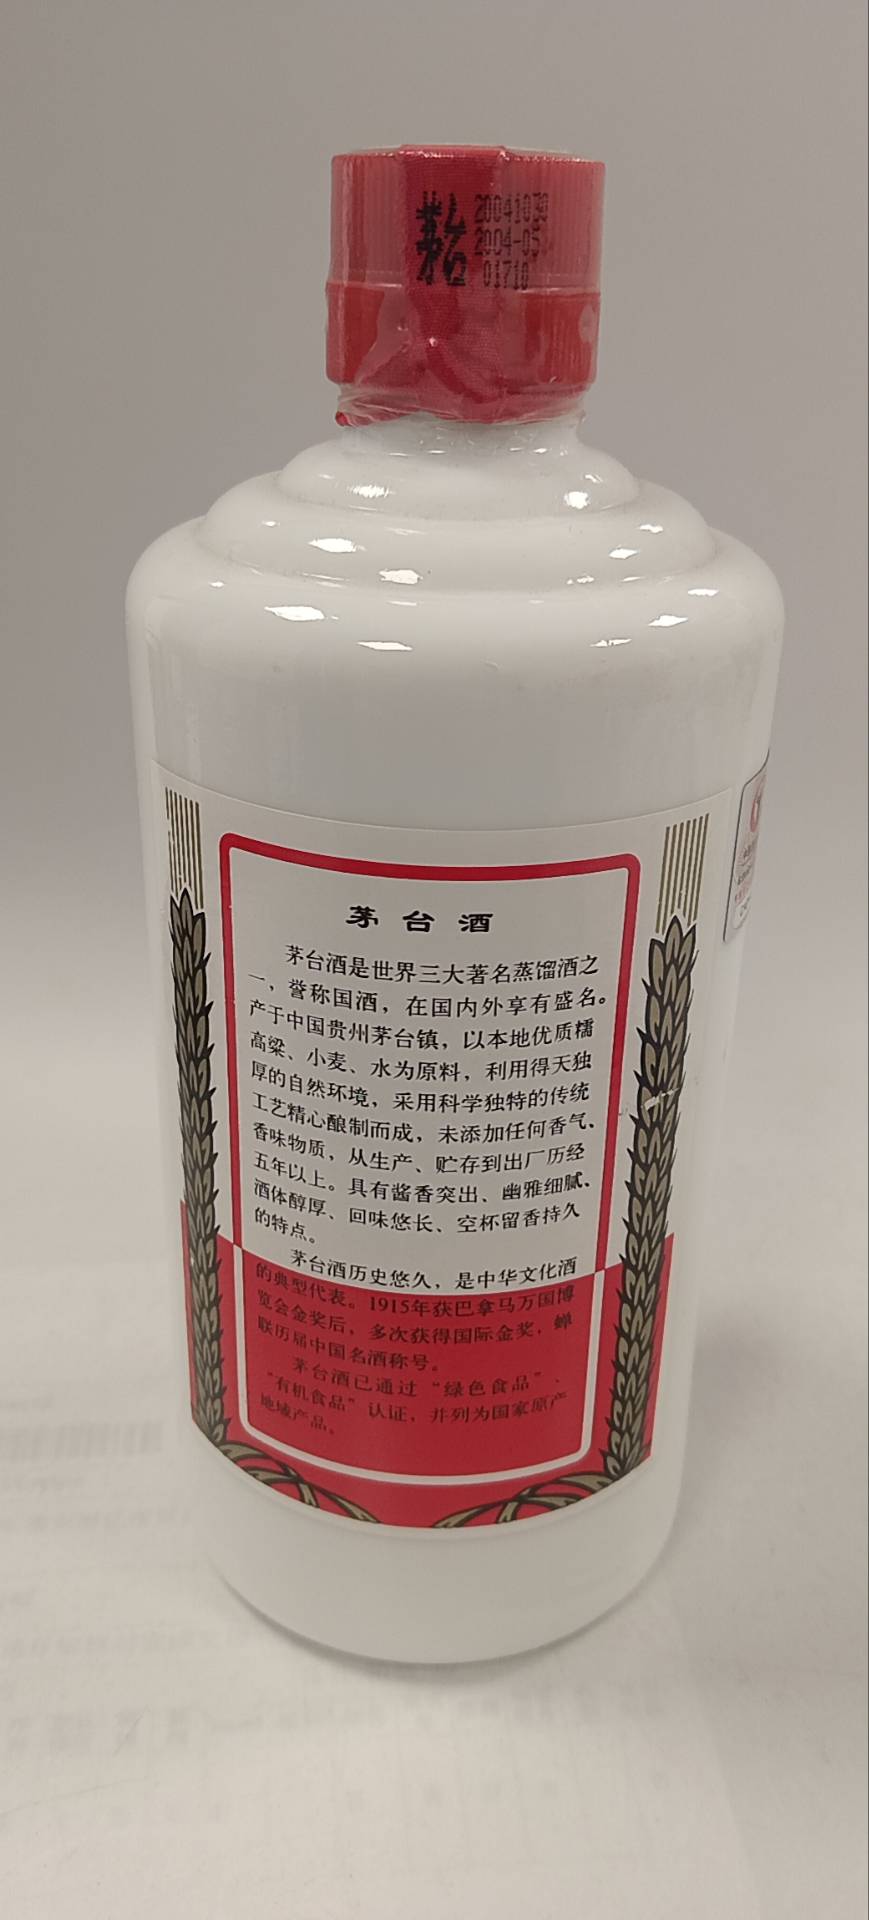 茅台
20041030
2004-05
01710
茅台酒
茅台酒是世界三大著名蒸馏酒之
一，誉称国酒，在国内外享有盛名。
产于中国贵州茅台镇，以本地优质糯
高粱、小麦、水为原料，利用得天独
厚的自然环境，采用科学独特的传统
工艺精心酿制而成，未添加任何香气、
香味物质，从生产、贮存到出厂历经
五年以上。具有酱香突出、幽雅细腻、
酒体醇厚、回味悠长、空杯留香持久
的特点。
茅台酒历史悠久，是中华文化酒
的典型代表。1915年获巴拿马万国博
览会金奖后，多次获得国际金奖，蝉
联历届中国名酒称号。
茅台酒已通过“绿色食品”、
“有机食品”认证，并列为国家原产
地域产品。